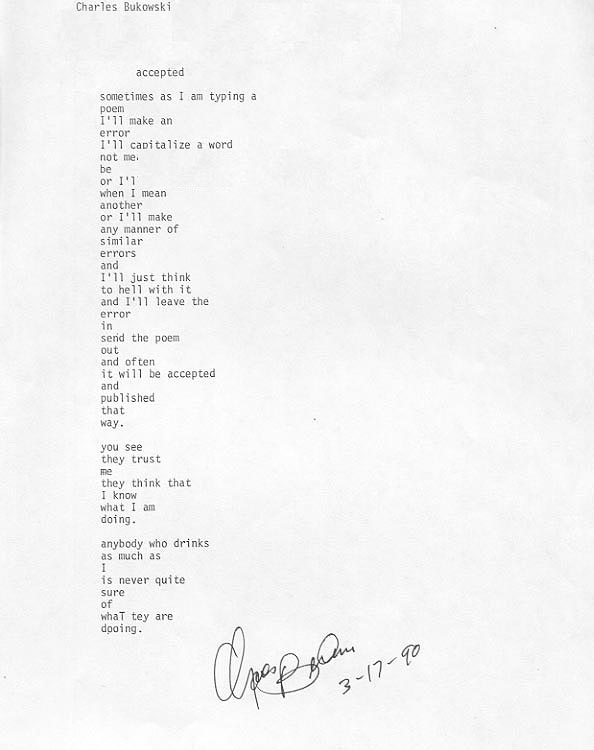 Charles Bukowski
accepted
sometimes as I am typing a
poem
I'll make an
error
I'll capitalize a word
not me
be
or I'l
when I mean
another
or I'll make
any manner of
similar
errors
and
I'll just think
to hell with it
and I'll leave the
error
in
send the poem
out
and often
it will be accepted
and
published
that
way.
you see
they trust
me
they think that
I know
what I am
doing.
anybody who drinks
as much as
I
is never quite
sure
of
whaT tey are
dpoing.
3-17-90